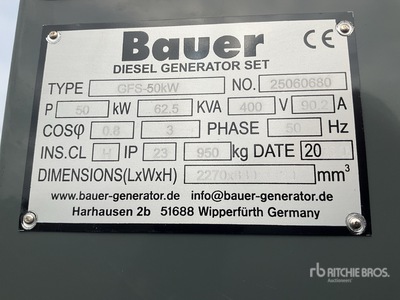 Bauer CE
DIESEL GENERATOR SET
TYPE GFS-50kW NO. 25060680
P 50 kW 62.5 KVA 400 V 90.2 A
COSφ 0.8 3 PHASE 50 Hz
INS.CL H IP 23 950 kg DATE 20
DIMENSIONS(LxWxH) mm³
www.bauer-generator.de info@bauer-generator.de
Harhausen 2b 51688 Wipperfürth Germany
rb RITCHIE BROS.
Auctioneers